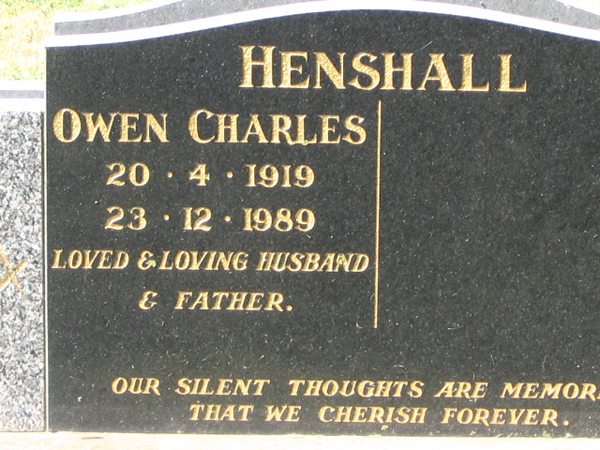 HENSHALL
OWEN CHARLES
20 · 4 · 1919
23 · 12 · 1989
LOVED & LOVING HUSBAND
& FATHER.
OUR SILENT THOUGHTS ARE
THAT WE CHERISH FOREVER.